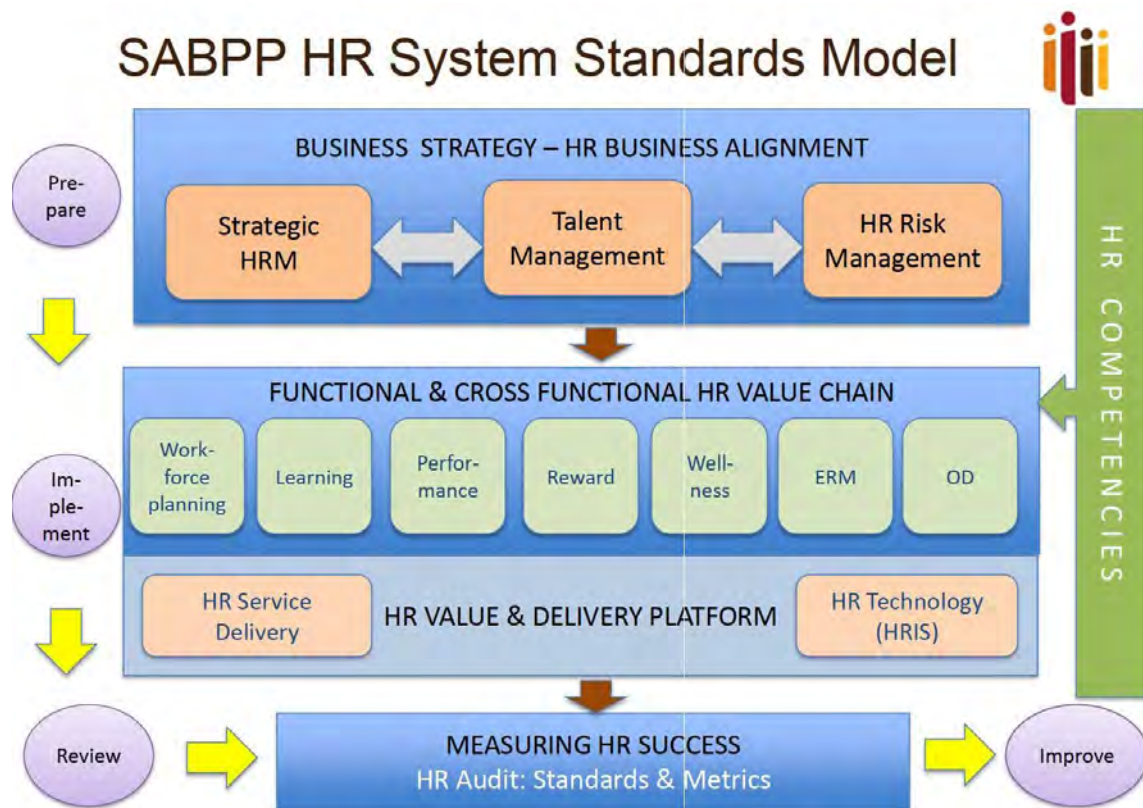 SABPP HR System Standards Model
BUSINESS STRATEGY – HR BUSINESS ALIGNMENT
Pre-
pare
Strategic
HRM
Talent
Management
HR Risk
Management
HR COMPETENCIES
FUNCTIONAL & CROSS FUNCTIONAL HR VALUE CHAIN
Im-
ple-
ment
Work-
force
planning
Learning
Perfor-
mance
Reward
Well-
ness
ERM
OD
HR Service
Delivery
HR VALUE & DELIVERY PLATFORM
HR Technology
(HRIS)
Review
MEASURING HR SUCCESS
HR Audit: Standards & Metrics
Improve